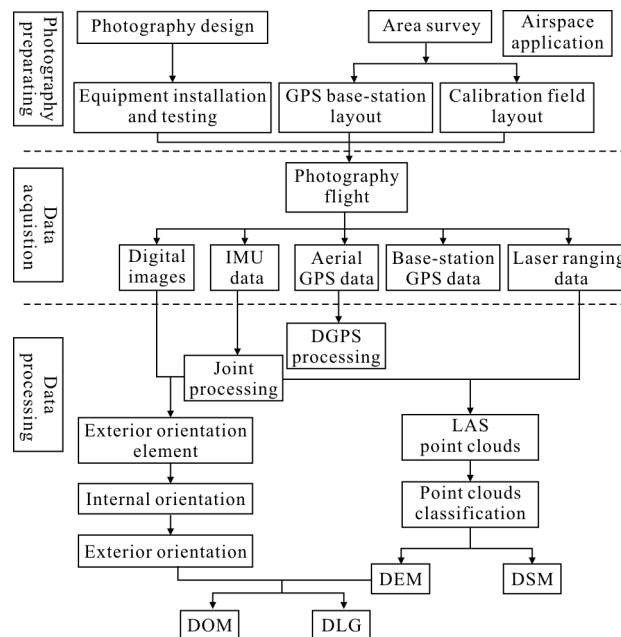 Photography
preparating
Photography design
Area survey
Airspace
application
Equipment installation
and testing
GPS base-station
layout
Calibration field
layout
Data
acquistion
Photography
flight
Digital
images
IMU
data
Aerial
GPS data
Base-station
GPS data
Laser ranging
data
Data
processing
DGPS
processing
Joint
processing
Exterior orientation
element
LAS
point clouds
Internal orientation
Point clouds
classification
Exterior orientation
DEM
DSM
DOM
DLG